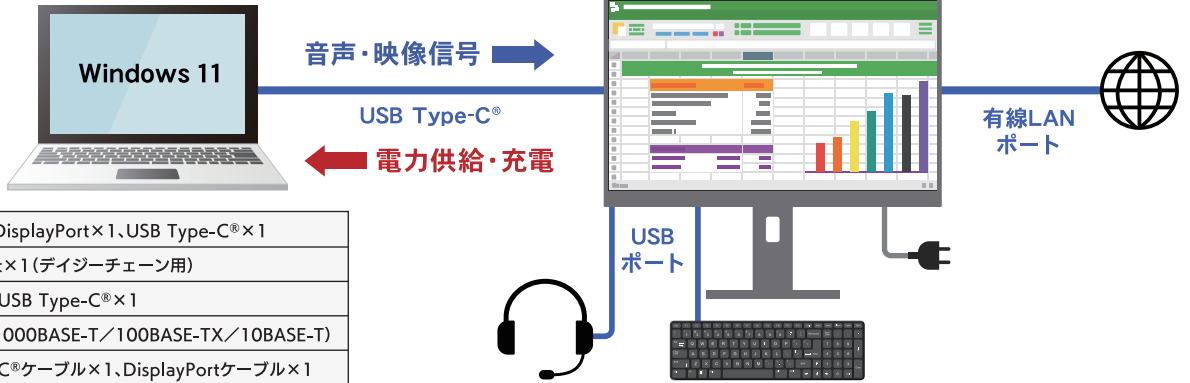 Windows 11
音声・映像信号
USB Type-C®
電力供給・充電
有線LAN
ポート
USB
ポート
DisplayPort×1、USB Type-C®×1
×1(デイジーチェーン用)
USB Type-C®×1
000BASE-T/100BASE-TX/10BASE-T)
C®ケーブル×1、DisplayPortケーブル×1